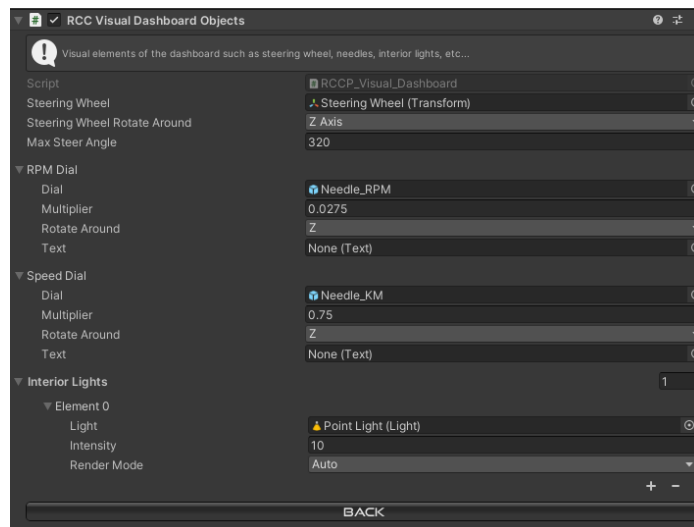 RCC Visual Dashboard Objects
Visual elements of the dashboard such as steering wheel, needles, interior lights, etc...
Script RCCP_Visual_Dashboard
Steering Wheel Steering Wheel (Transform)
Steering Wheel Rotate Around Z Axis
Max Steer Angle 320
RPM Dial
Dial Needle_RPM
Multiplier 0.0275
Rotate Around Z
Text None (Text)
Speed Dial
Dial Needle_KM
Multiplier 0.75
Rotate Around Z
Text None (Text)
Interior Lights 1
Element 0
Light Point Light (Light)
Intensity 10
Render Mode Auto
+ -
BACK